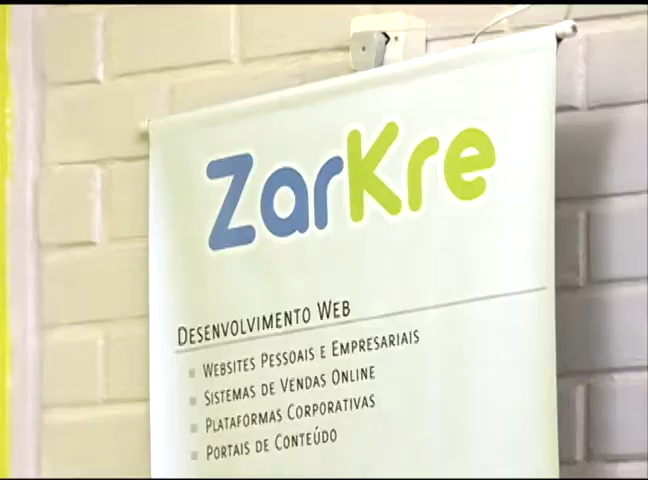 ZarKre
DESENVOLVIMENTO WEB
WEBSITES PESSOAIS E EMPRESARIAIS
SISTEMAS DE VENDAS ONLINE
PLATAFORMAS CORPORATIVAS
PORTAIS DE CONTEÚDO